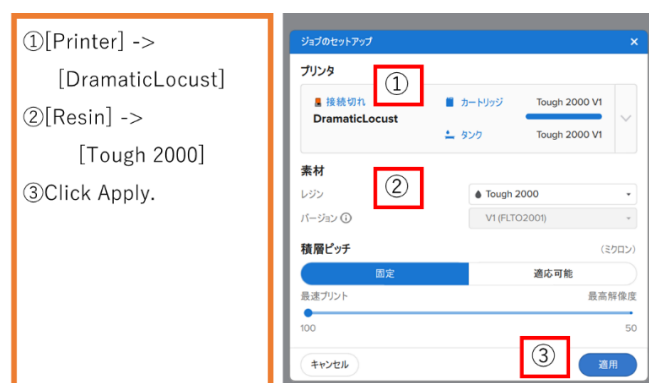 ①[Printer] ->
[DramaticLocust]
②[Resin] ->
[Tough 2000]
③Click Apply.
ジョブのセットアップ
×
プリンタ
①
接続切れ
カートリッジ
Tough 2000 V1
DramaticLocust
タンク
Tough 2000 V1
素材
②
レジン
Tough 2000
バージョン ⓘ
V1 (FLTO2001)
積層ピッチ
(ミクロン)
固定
適応可能
最速プリント
最高解像度
100
50
キャンセル
③
適用